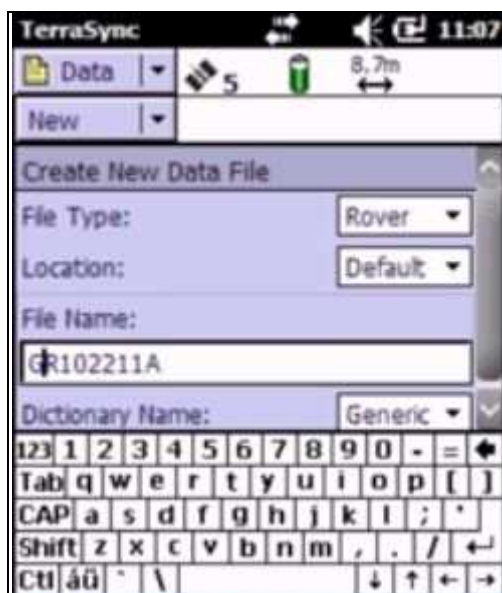 TerraSync 11:07
Data 5 8.7m
New
Create New Data File
File Type: Rover
Location: Default
File Name:
GR102211A
Dictionary Name: Generic
123 1 2 3 4 5 6 7 8 9 0 - =
Tab q w e r t y u i o p [ ]
CAP a s d f g h j k l ; '
Shift z x c v b n m , . /
Ctl áü ` \